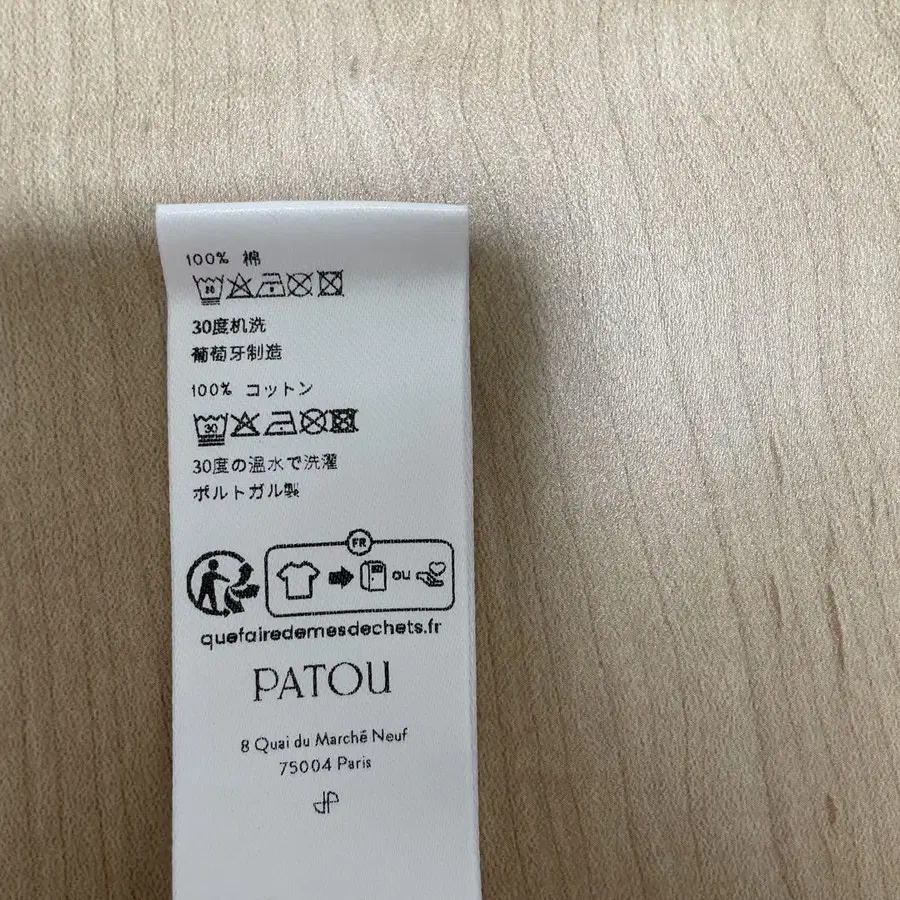 100% 棉
30
30度机洗
葡萄牙制造
100% コットン
30
30度の温水で洗濯
ポルトガル製
FR
ou
quefairedemesdechets.fr
PATOU
8 Quai du Marché Neuf
75004 Paris
JP